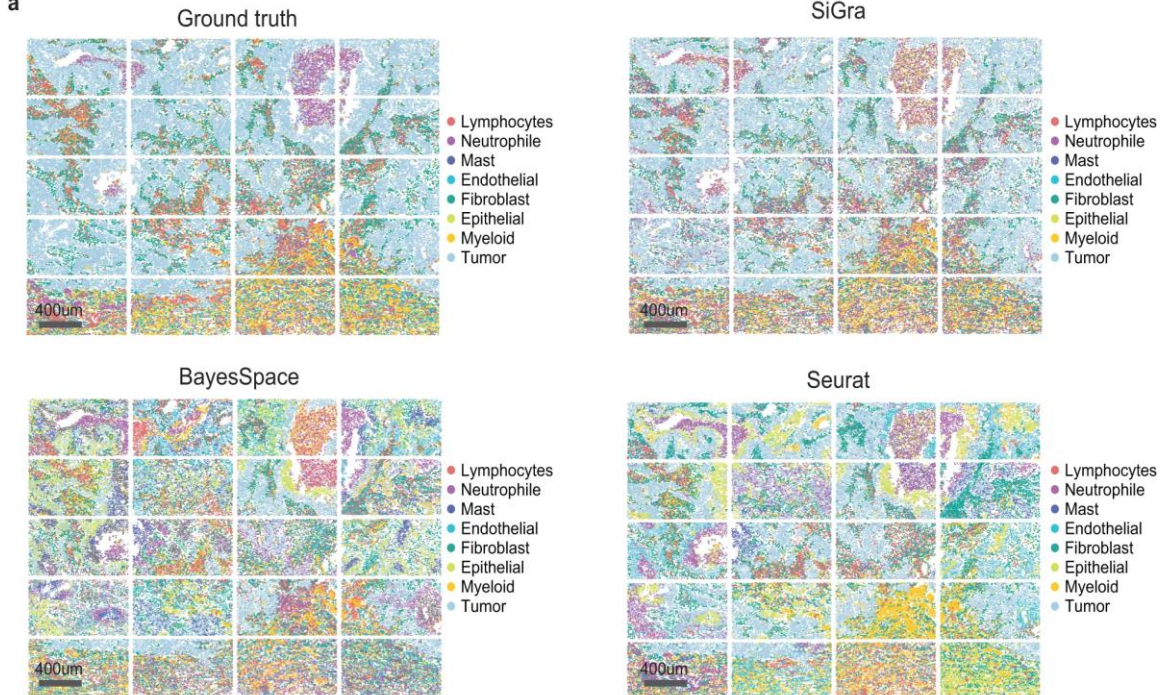 a
Ground truth
Lymphocytes
Neutrophile
Mast
Endothelial
Fibroblast
Epithelial
Myeloid
Tumor
400um
SiGra
Lymphocytes
Neutrophile
Mast
Endothelial
Fibroblast
Epithelial
Myeloid
Tumor
400um
BayesSpace
Lymphocytes
Neutrophile
Mast
Endothelial
Fibroblast
Epithelial
Myeloid
Tumor
400um
Seurat
Lymphocytes
Neutrophile
Mast
Endothelial
Fibroblast
Epithelial
Myeloid
Tumor
400um